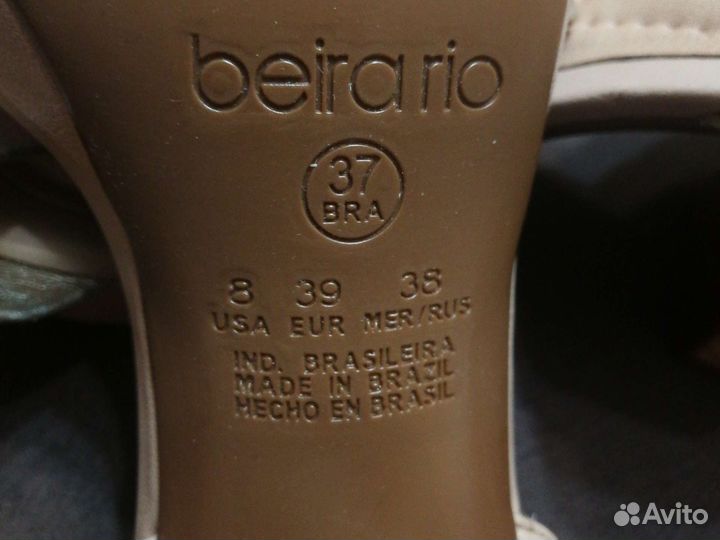 beira rio
37
BRA
8 39 38
USA EUR MER/RUS
IND. BRASILEIRA
MADE IN BRAZIL
HECHO EN BRASIL
Avito